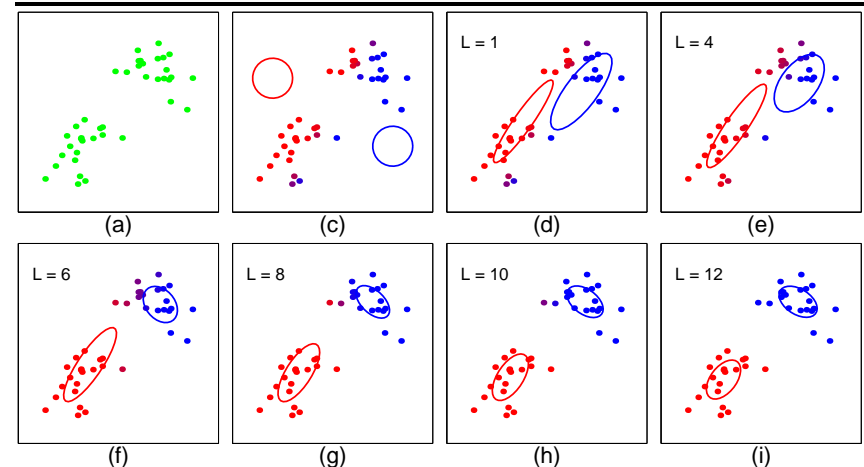 L = 1
L = 4
(a)
(c)
(d)
(e)
L = 6
L = 8
L = 10
L = 12
(f)
(g)
(h)
(i)